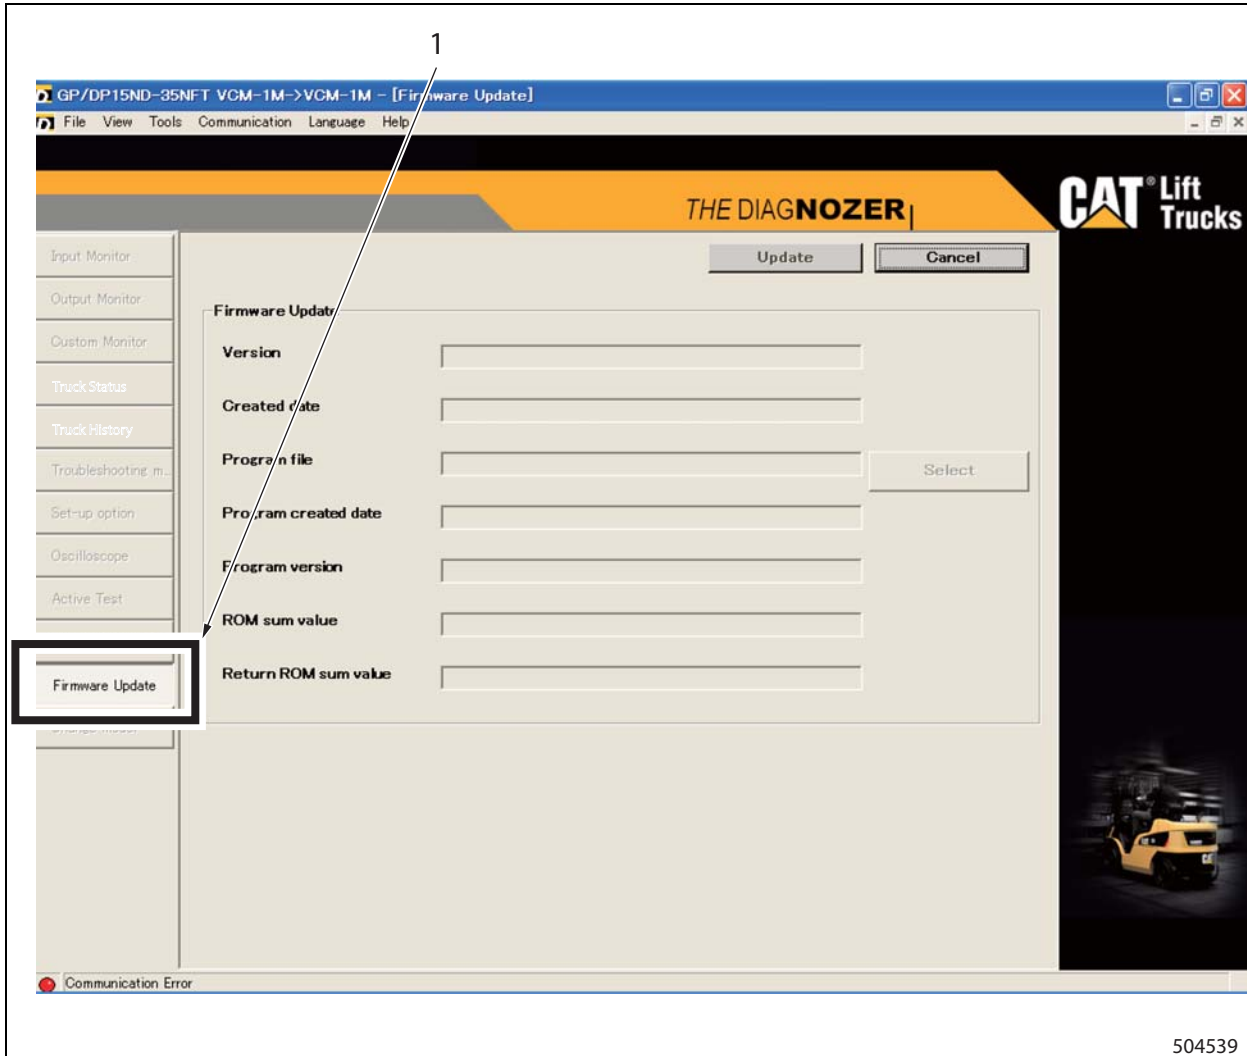 1
GP/DP15ND-35NFT VCM-1M->VCM-1M - [Firmware Update]
File View Tools Communication Language Help
THE DIAGNOZER
CAT® Lift Trucks
Input Monitor
Output Monitor
Custom Monitor
Truck Status
Truck History
Troubleshooting m..
Set-up option
Oscilloscope
Active Test
Firmware Update
Change Model
Update Cancel
Firmware Update
Version
Created date
Program file
Select
Program created date
Program version
ROM sum value
Return ROM sum value
Communication Error
504539